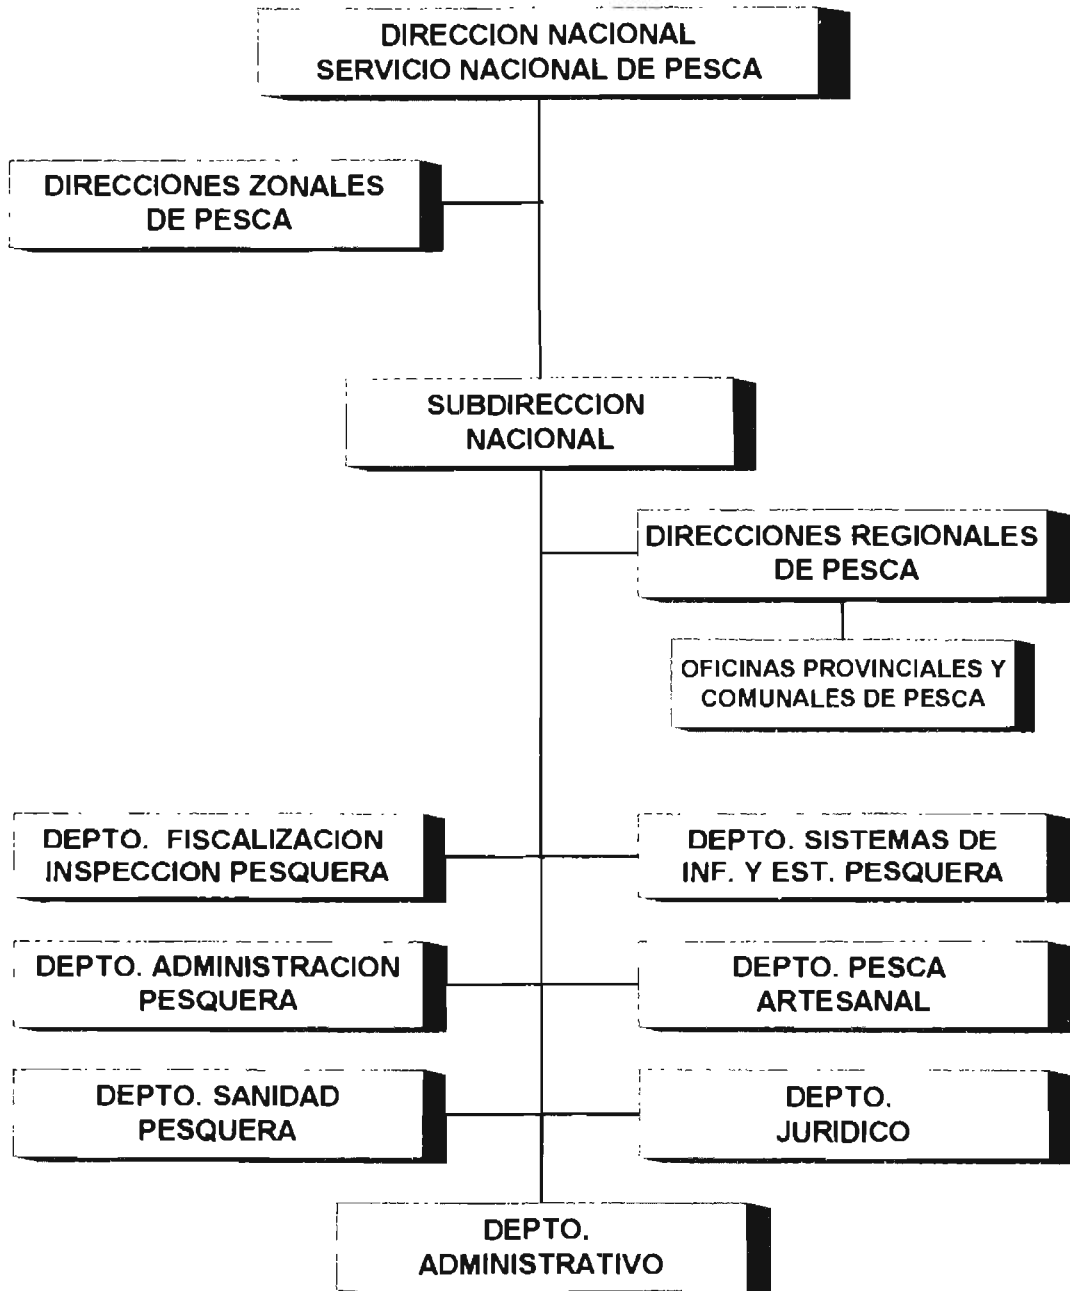 DIRECCION NACIONAL
SERVICIO NACIONAL DE PESCA
DIRECCIONES ZONALES
DE PESCA
SUBDIRECCION
NACIONAL
DIRECCIONES REGIONALES
DE PESCA
OFICINAS PROVINCIALES Y
COMUNALES DE PESCA
DEPTO. FISCALIZACION
INSPECCION PESQUERA
DEPTO. SISTEMAS DE
INF. Y EST. PESQUERA
DEPTO. ADMINISTRACION
PESQUERA
DEPTO. PESCA
ARTESANAL
DEPTO. SANIDAD
PESQUERA
DEPTO.
JURIDICO
DEPTO.
ADMINISTRATIVO